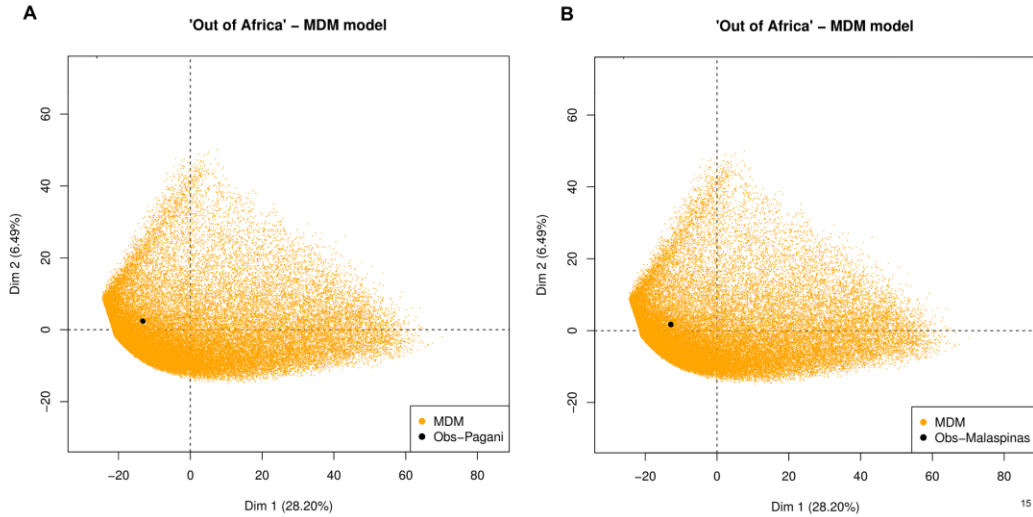 A
'Out of Africa' – MDM model
60
40
20
0
−20
Dim 2 (6.49%)
MDM
Obs−Pagani
−20
0
20
40
60
80
Dim 1 (28.20%)
B
'Out of Africa' – MDM model
60
40
20
0
−20
Dim 2 (6.49%)
MDM
Obs−Malaspinas
−20
0
20
40
60
80
Dim 1 (28.20%)
15